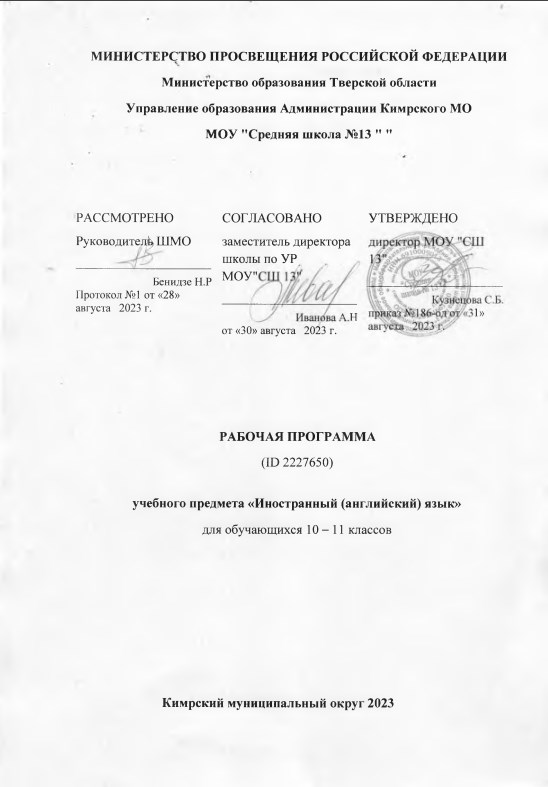 МИНИСТЕРСТВО ПРОСВЕЩЕНИЯ РОССИЙСКОЙ ФЕДЕРАЦИИ
Министерство образования Тверской области
Управление образования Администрации Кимрского МО
МОУ "Средняя школа №13 " "
РАССМОТРЕНО
Руководитель ШМО
Бенидзе Н.Р
Протокол №1 от «28»
августа 2023 г.
СОГЛАСОВАНО
заместитель директора
школы по УР
МОУ"СШ 13"
Иванова А.Н
от «30» августа 2023 г.
УТВЕРЖДЕНО
директор МОУ "СШ
13"
Кузнецова С.Б.
приказ №186-од от «31»
августа 2023 г.
РАБОЧАЯ ПРОГРАММА
(ID 2227650)
учебного предмета «Иностранный (английский) язык»
для обучающихся 10 – 11 классов
Кимрский муниципальный округ 2023